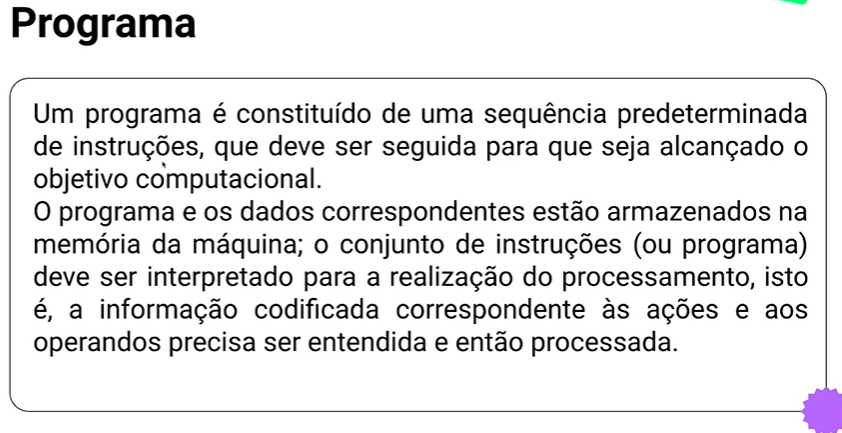 Programa
Um programa é constituído de uma sequência predeterminada
de instruções, que deve ser seguida para que seja alcançado o
objetivo computacional.
O programa e os dados correspondentes estão armazenados na
memória da máquina; o conjunto de instruções (ou programa)
deve ser interpretado para a realização do processamento, isto
é, a informação codificada correspondente às ações e aos
operandos precisa ser entendida e então processada.